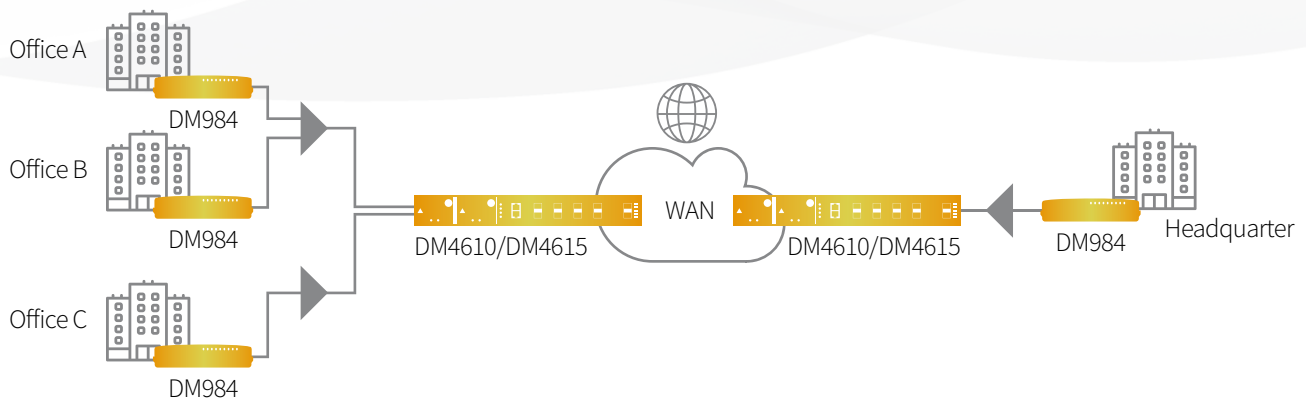 Office A
DM984
Office B
DM984
Office C
DM984
DM4610/DM4615
WAN
DM4610/DM4615
DM984
Headquarter